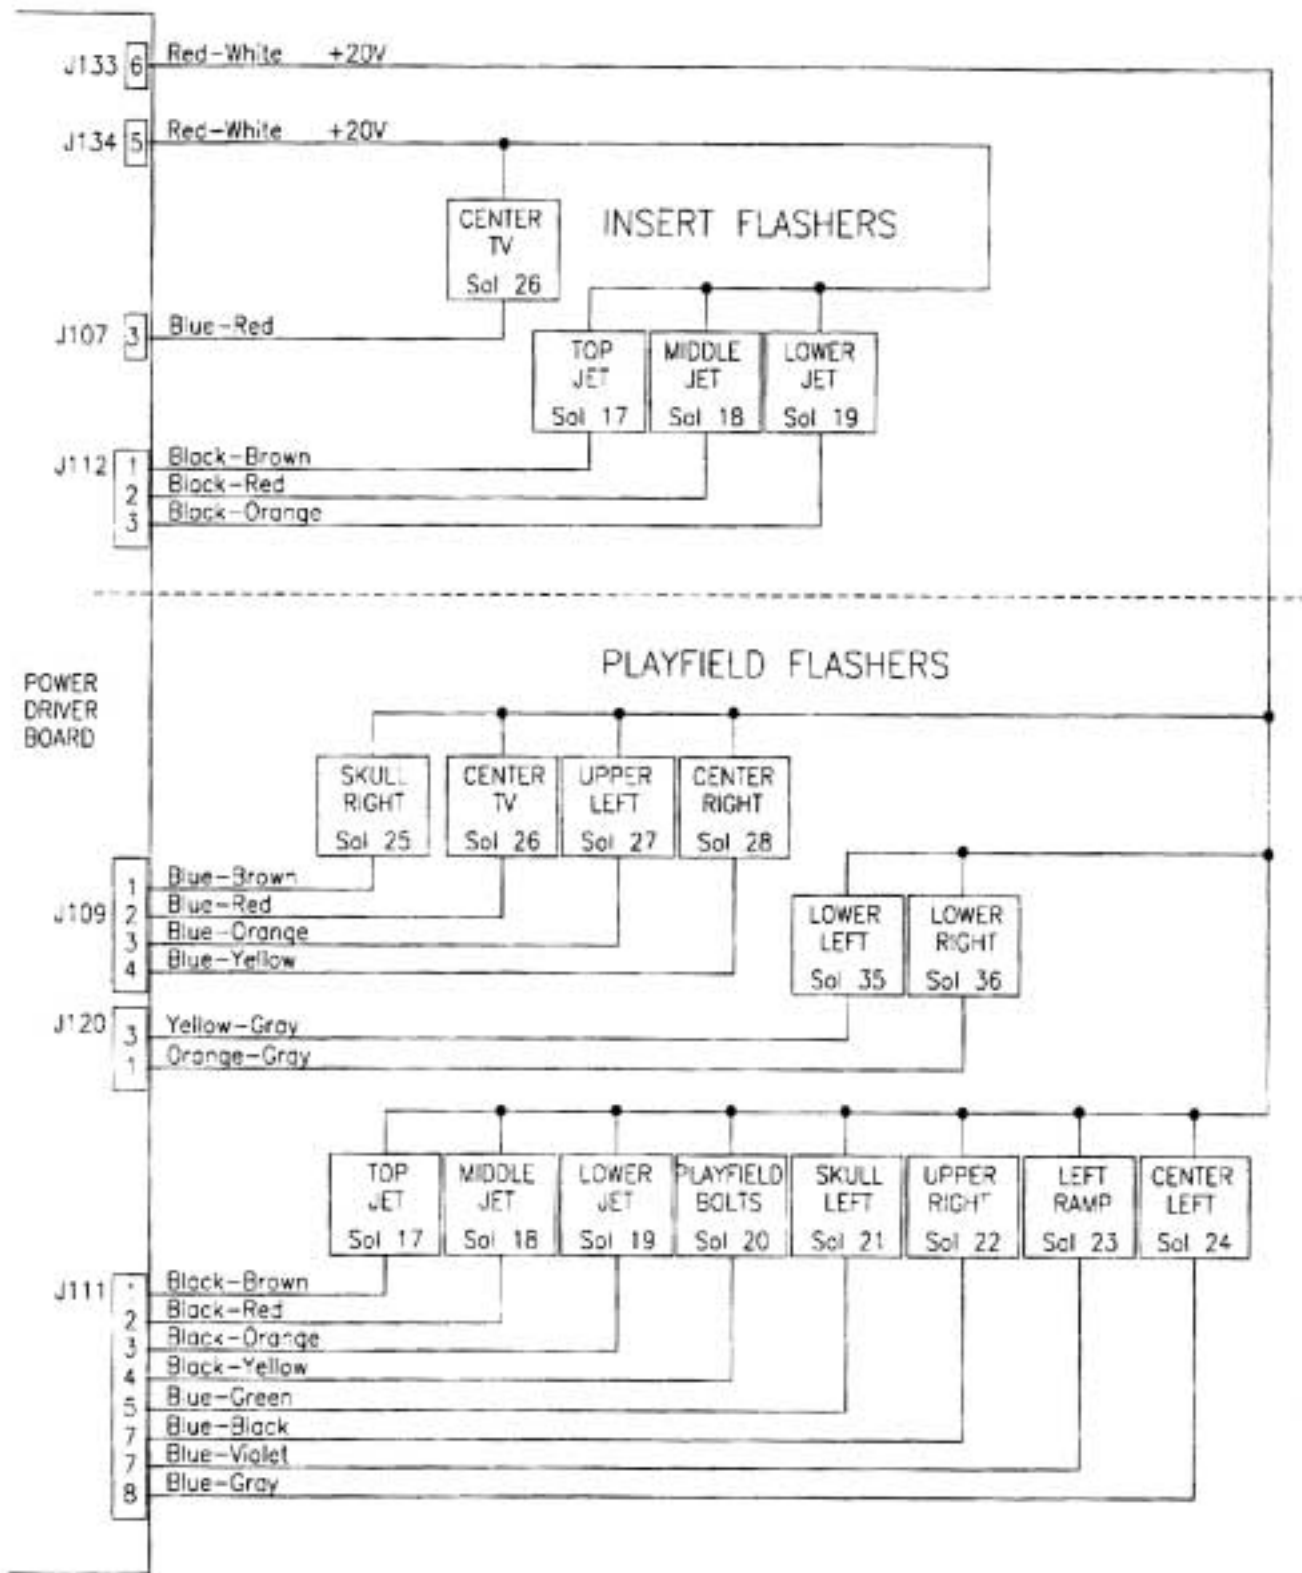 J133 6 Red-White +20V
J134 5 Red-White +20V
CENTER
TV
Sol 26
INSERT FLASHERS
J107 3 Blue-Red
TOP
JET
Sol 17
MIDDLE
JET
Sol 18
LOWER
JET
Sol 19
J112 1 Black-Brown
2 Black-Red
3 Black-Orange
PLAYFIELD FLASHERS
POWER
DRIVER
BOARD
SKULL
RIGHT
Sol 25
CENTER
TV
Sol 26
UPPER
LEFT
Sol 27
CENTER
RIGHT
Sol 28
J109 1 Blue-Brown
2 Blue-Red
3 Blue-Orange
4 Blue-Yellow
LOWER
LEFT
Sol 35
LOWER
RIGHT
Sol 36
J120 3 Yellow-Gray
1 Orange-Gray
TOP
JET
Sol 17
MIDDLE
JET
Sol 18
LOWER
JET
Sol 19
PLAYFIELD
BOLTS
Sol 20
SKULL
LEFT
Sol 21
UPPER
RIGHT
Sol 22
LEFT
RAMP
Sol 23
CENTER
LEFT
Sol 24
J111 1 Black-Brown
2 Black-Red
3 Black-Orange
4 Black-Yellow
5 Blue-Green
7 Blue-Black
7 Blue-Violet
8 Blue-Gray